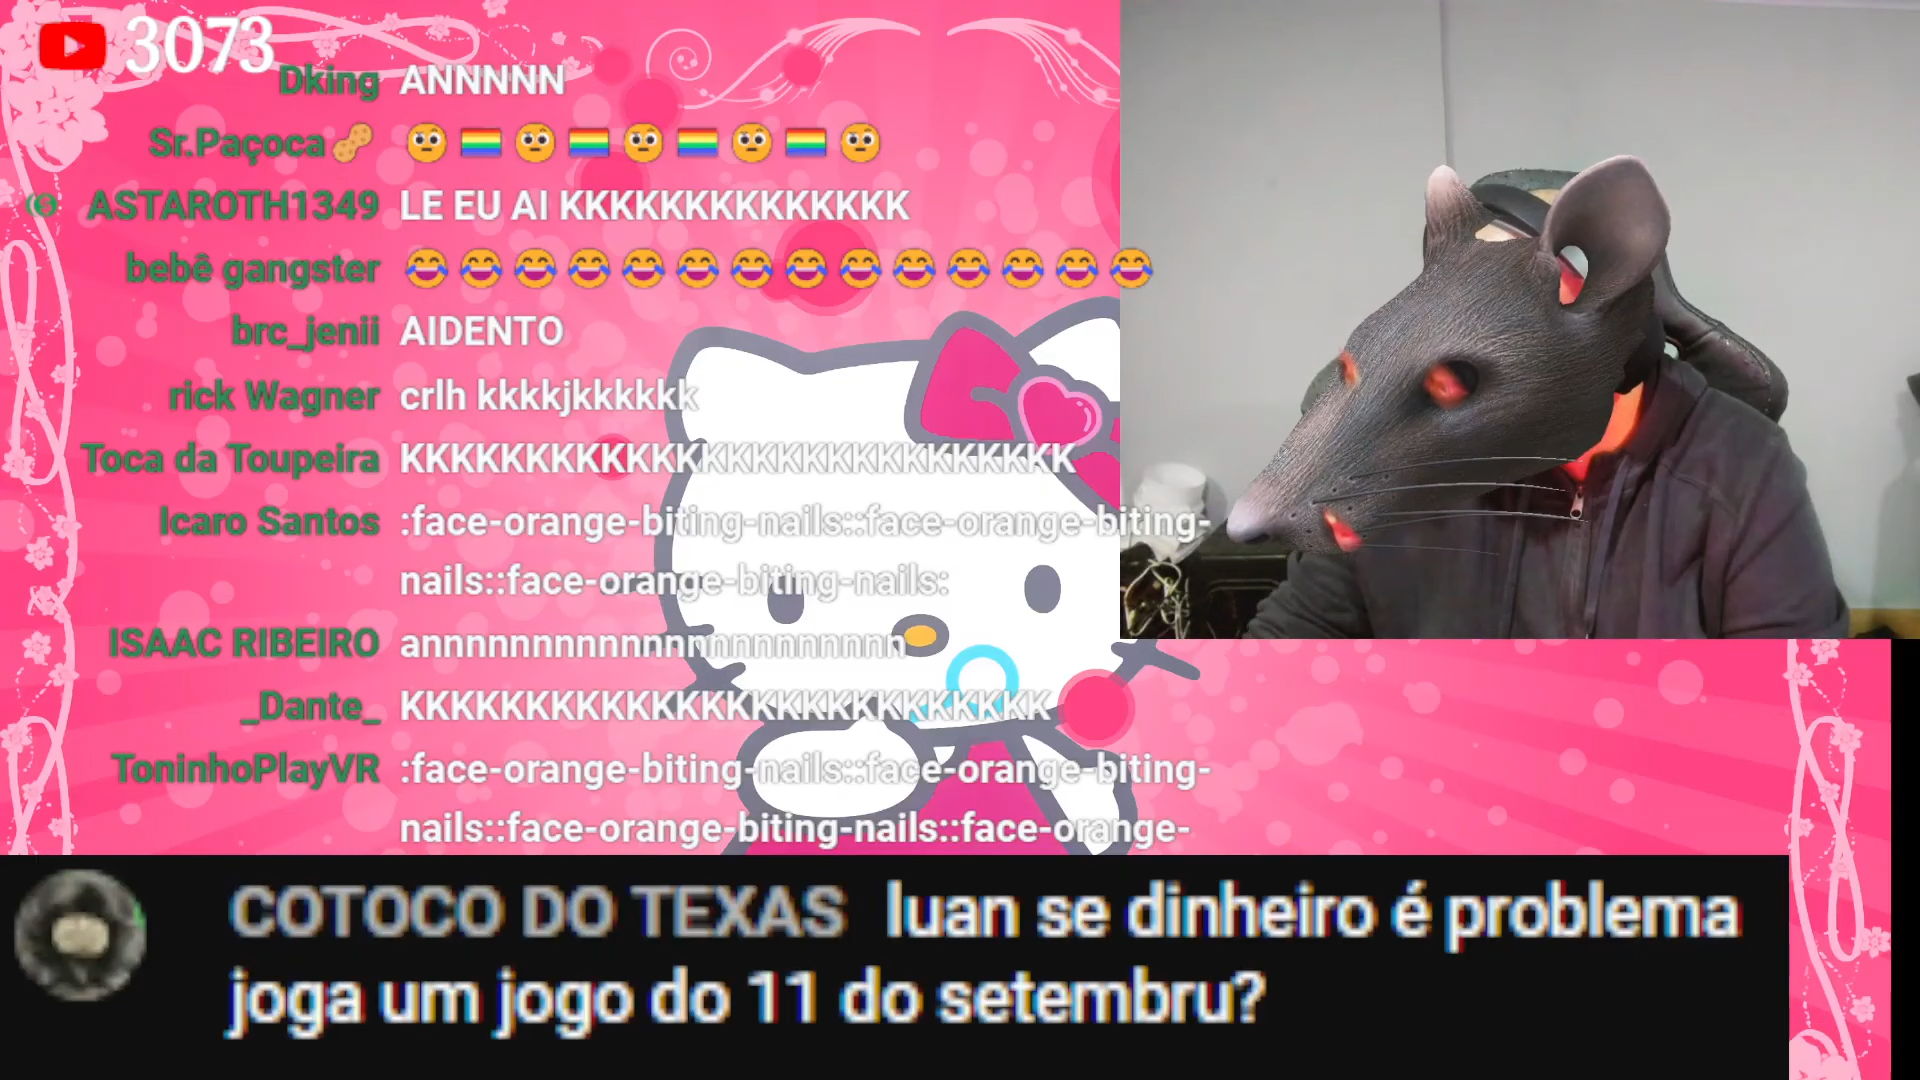 3073
Dking ANNNNN
Sr.Paçoca🥜 🏳️‍🌈 🏳️‍🌈 🏳️‍🌈 🏳️‍🌈
ASTAROTH1349 LE EU AI KKKKKKKKKKKKKK
bebê gangster 😂😂😂😂😂😂😂😂😂😂😂😂😂😂
brc_jenii AIDENTO
rick Wagner crlh kkkkjkkkkkk
Toca da Toupeira KKKKKKKKKKKKKKKKKKKKKKKKKKK
Icaro Santos :face-orange-biting-nails::face-orange-biting-
nails::face-orange-biting-nails:
ISAAC RIBEIRO annnnnnnnnnnnnnnnnnnnnn
_Dante_ KKKKKKKKKKKKKKKKKKKKKKKKKK
ToninhoPlayVR :face-orange-biting-nails::face-orange-biting-
nails::face-orange-biting-nails::face-orange-
COTOCO DO TEXAS luan se dinheiro é problema
joga um jogo do 11 do setembru?